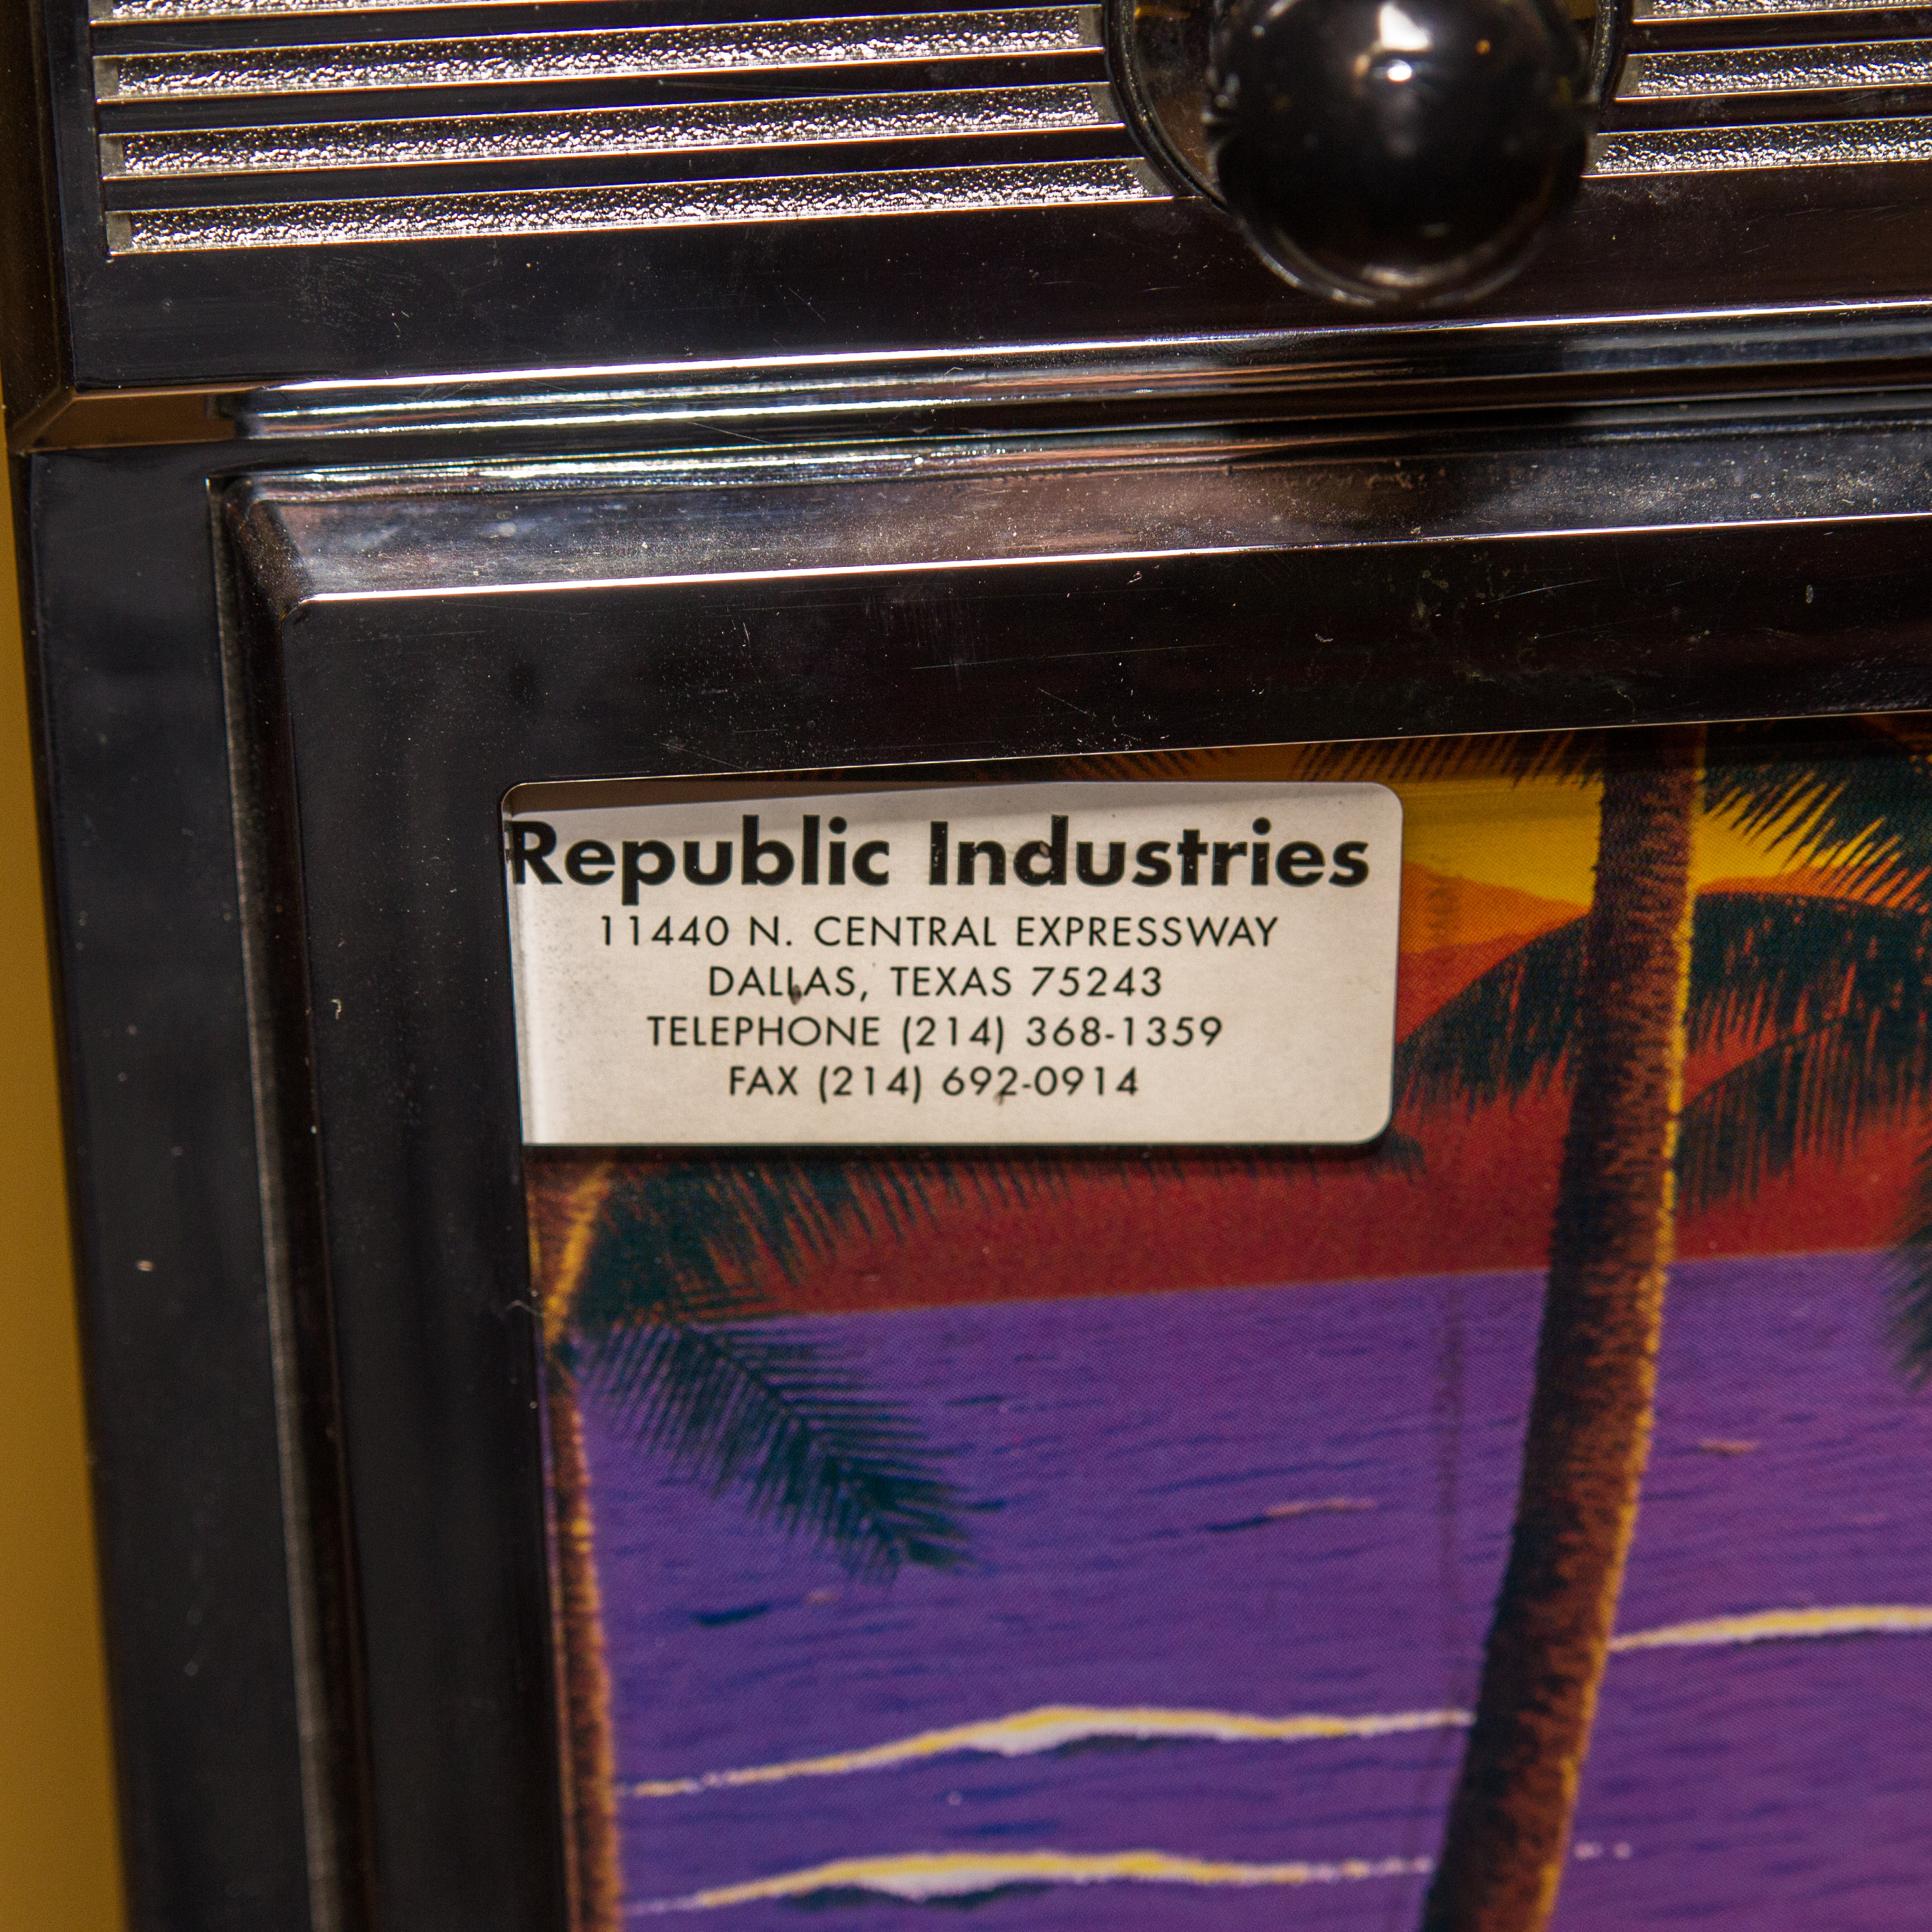 Republic Industries
11440 N. CENTRAL EXPRESSWAY
DALLAS, TEXAS 75243
TELEPHONE (214) 368-1359
FAX (214) 692-0914